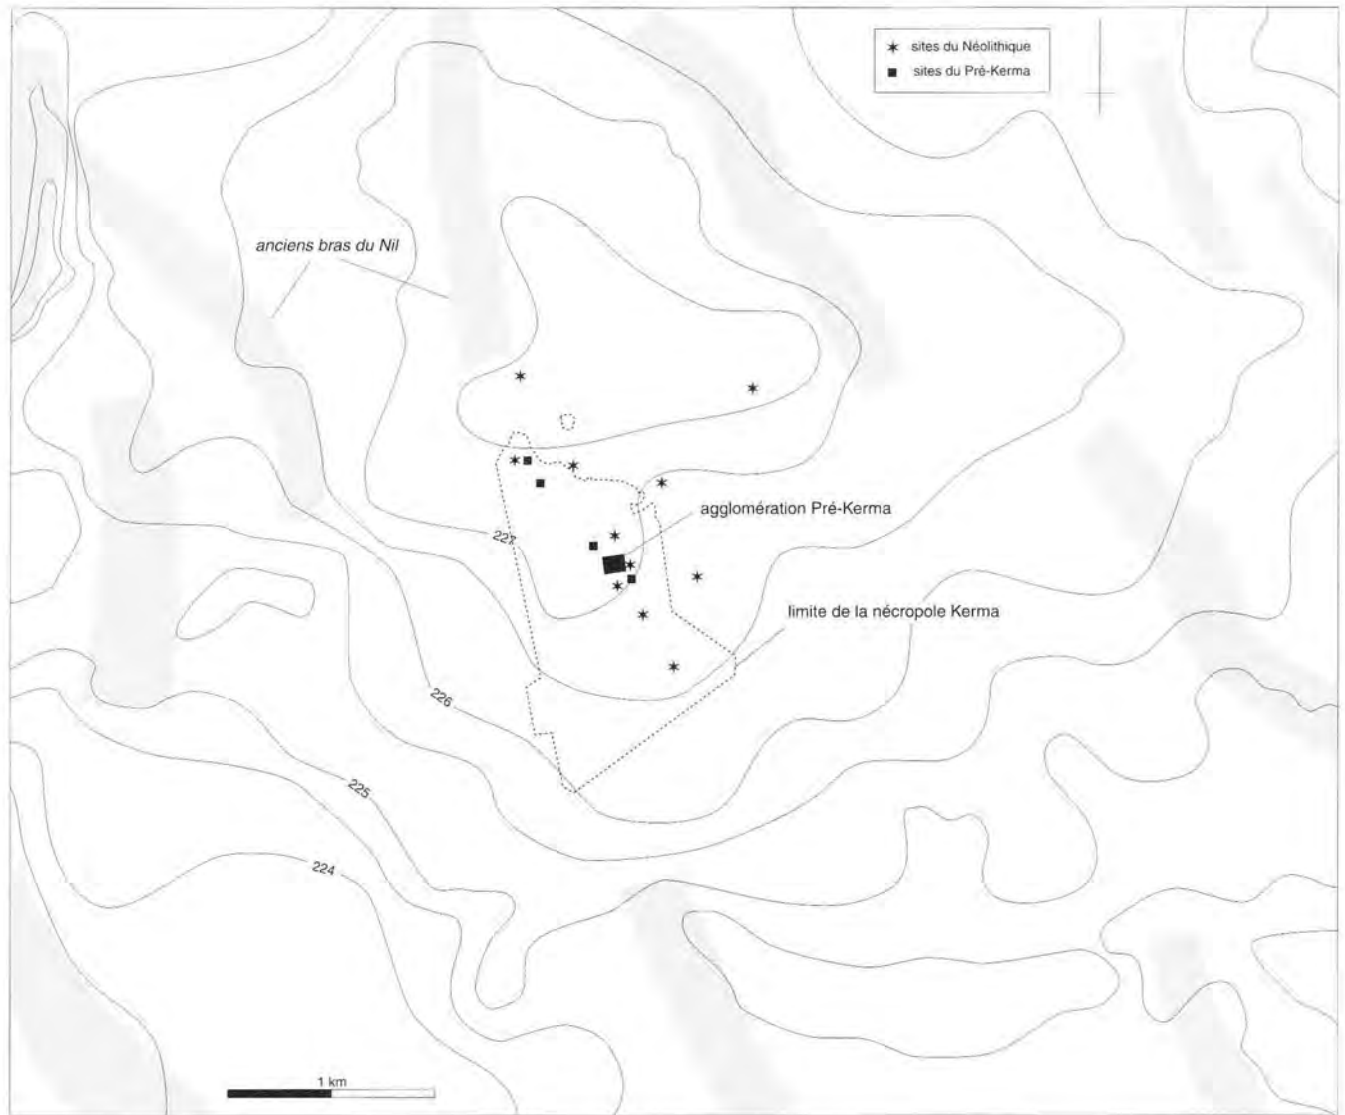 sites du Néolithique
sites du Pré-Kerma
anciens bras du Nil
agglomération Pré-Kerma
227
limite de la nécropole Kerma
226
225
224
1 km